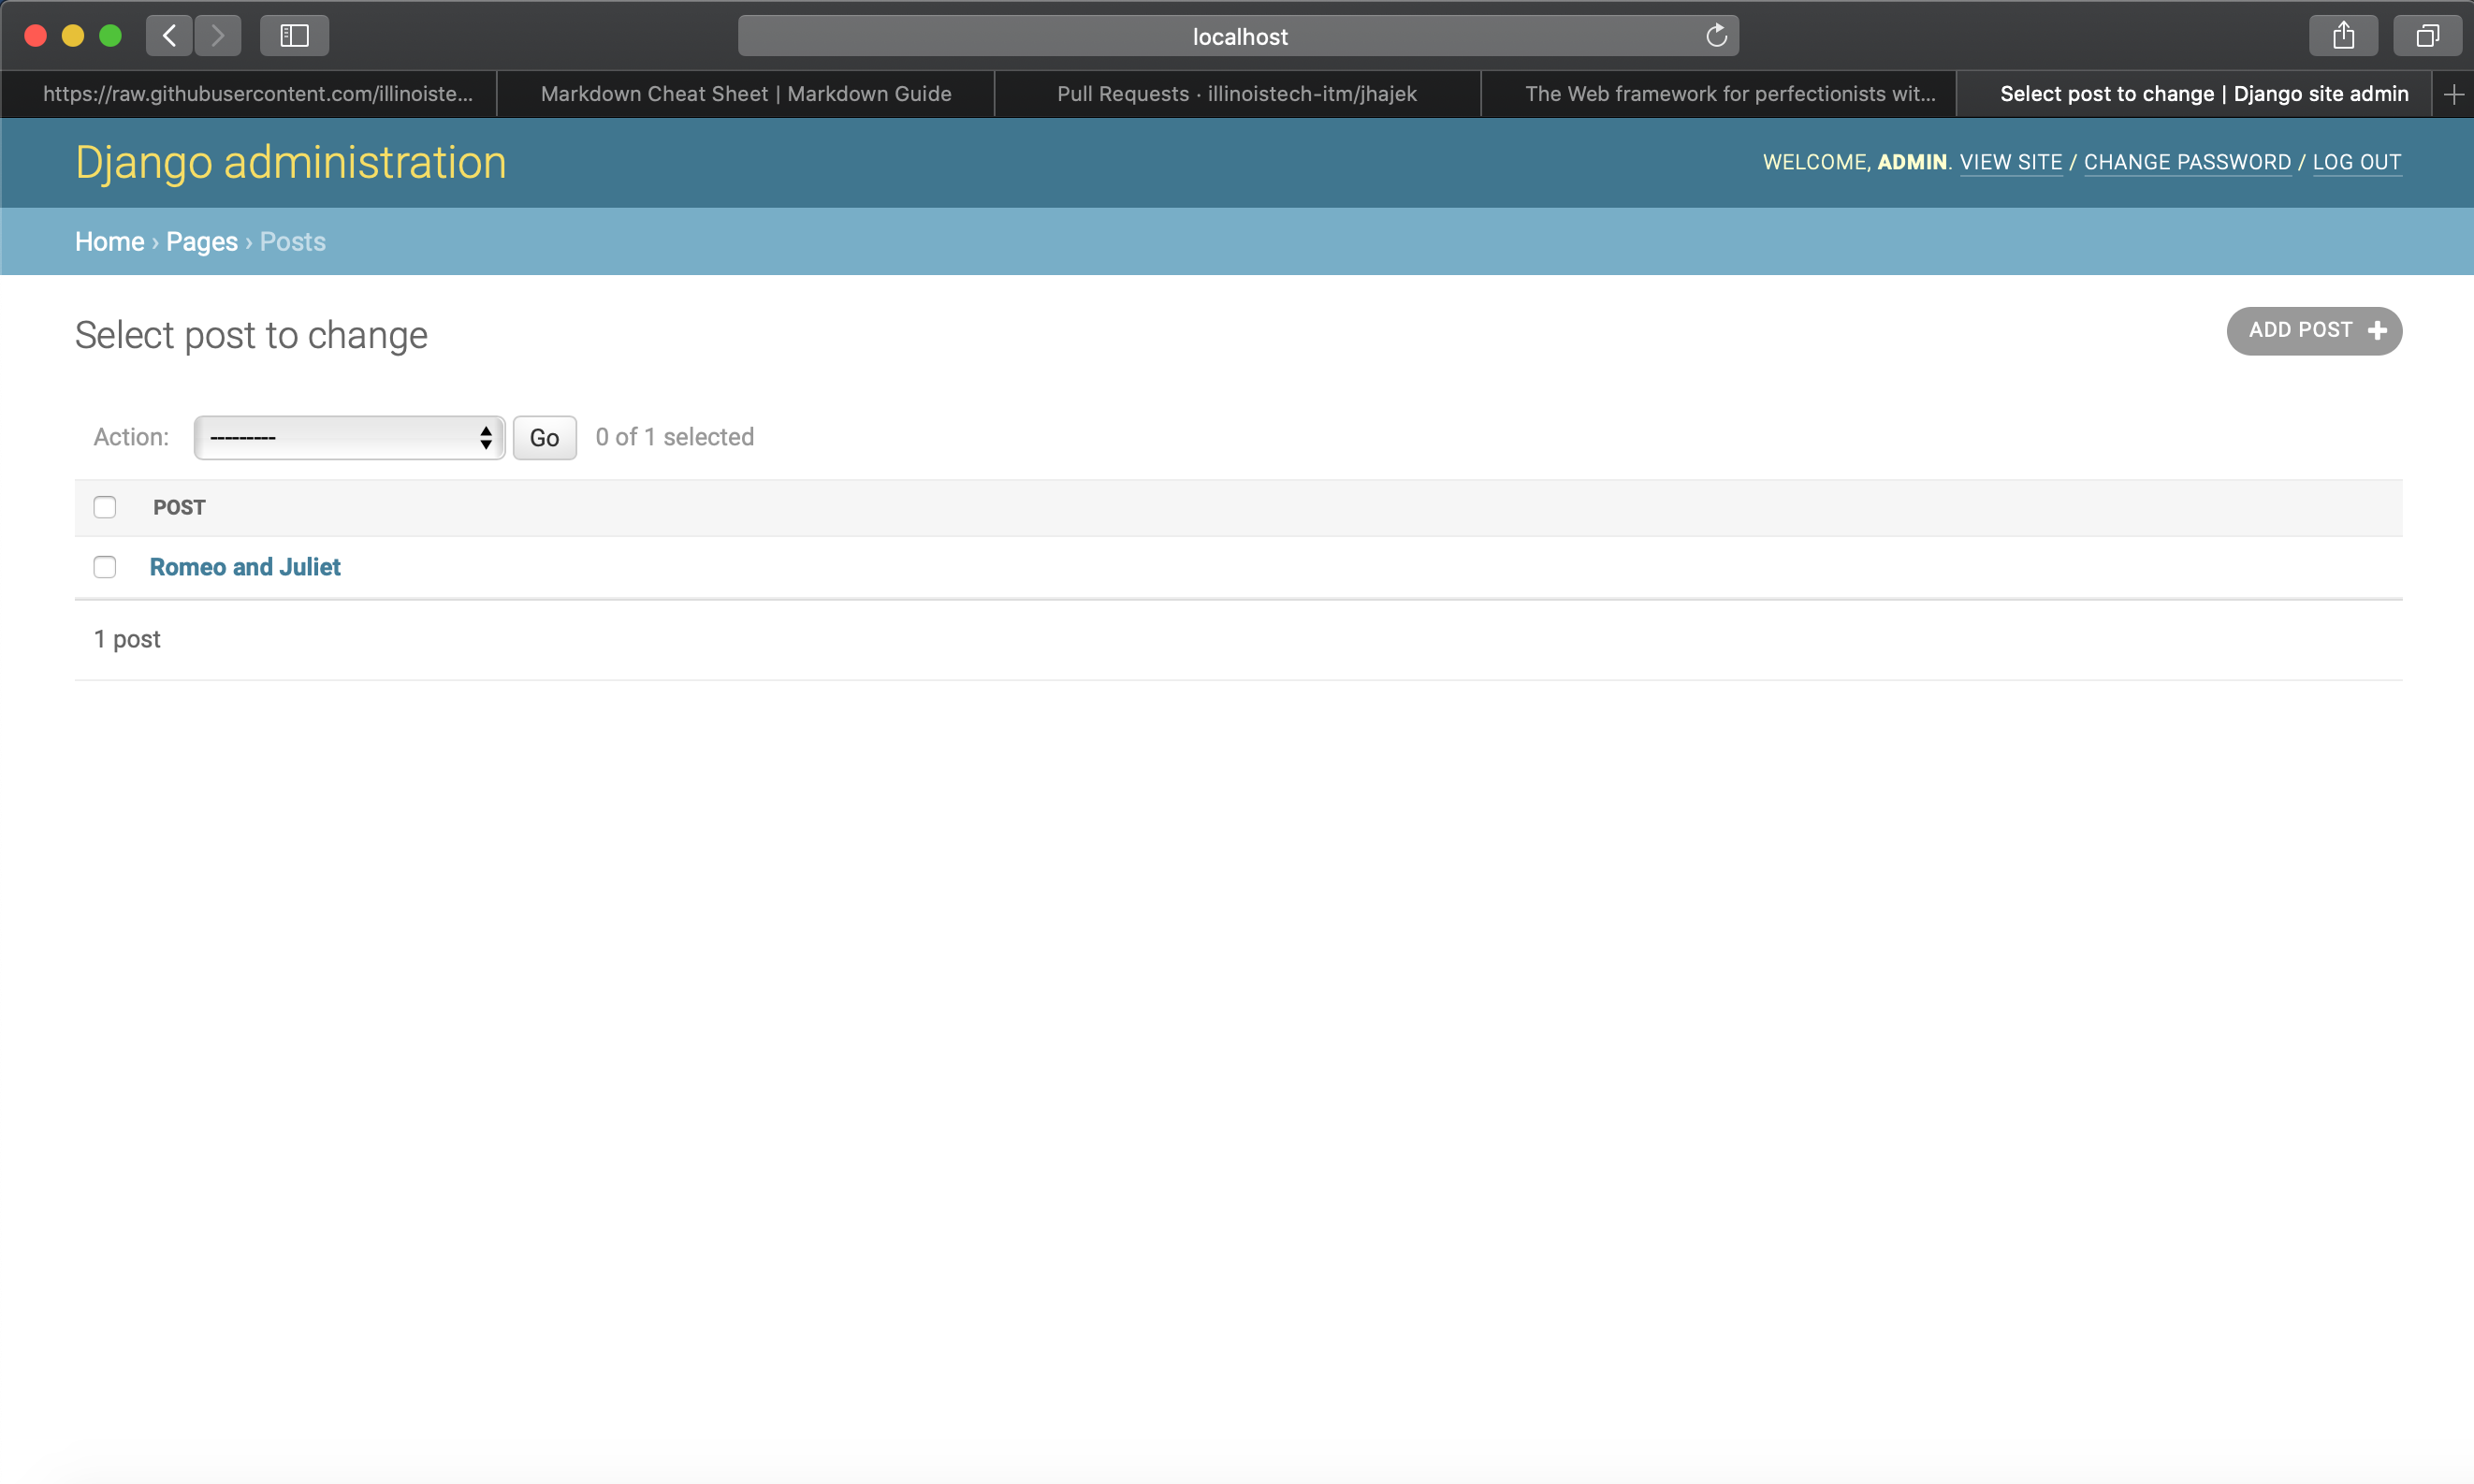 localhost
https://raw.githubusercontent.com/illinoiste...
Markdown Cheat Sheet | Markdown Guide
Pull Requests · illinoistech-itm/jhajek
The Web framework for perfectionists wit...
Select post to change | Django site admin
Django administration
WELCOME, ADMIN. VIEW SITE / CHANGE PASSWORD / LOG OUT
Home › Pages › Posts
Select post to change
ADD POST
Action: --------- Go 0 of 1 selected
POST
Romeo and Juliet
1 post